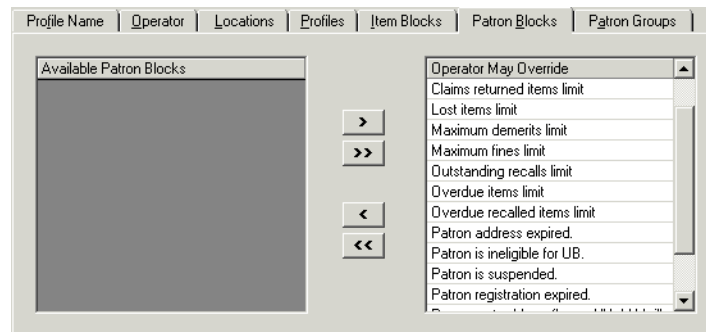 Profile Name Operator Locations Profiles Item Blocks Patron Blocks Patron Groups
Available Patron Blocks
>
>>
<
<<
Operator May Override
Claims returned items limit
Lost items limit
Maximum demerits limit
Maximum fines limit
Outstanding recalls limit
Overdue items limit
Overdue recalled items limit
Patron address expired.
Patron is ineligible for UB.
Patron is suspended.
Patron registration expired.